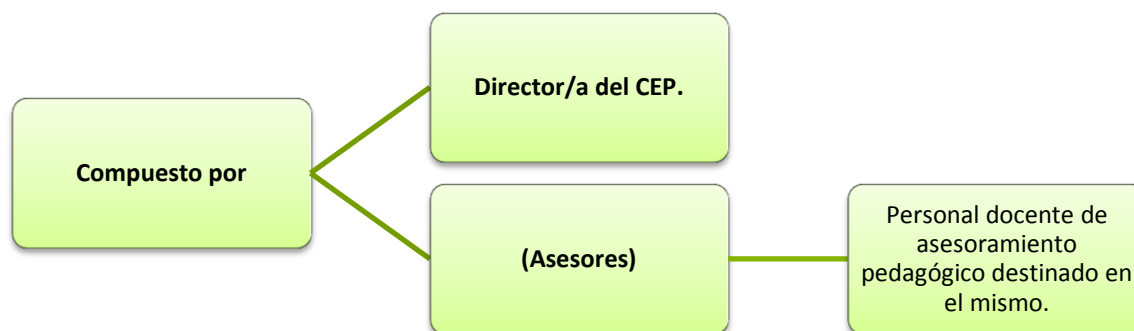 Director/a del CEP.
Compuesto por
(Asesores)
Personal docente de
asesoramiento
pedagógico destinado en
el mismo.